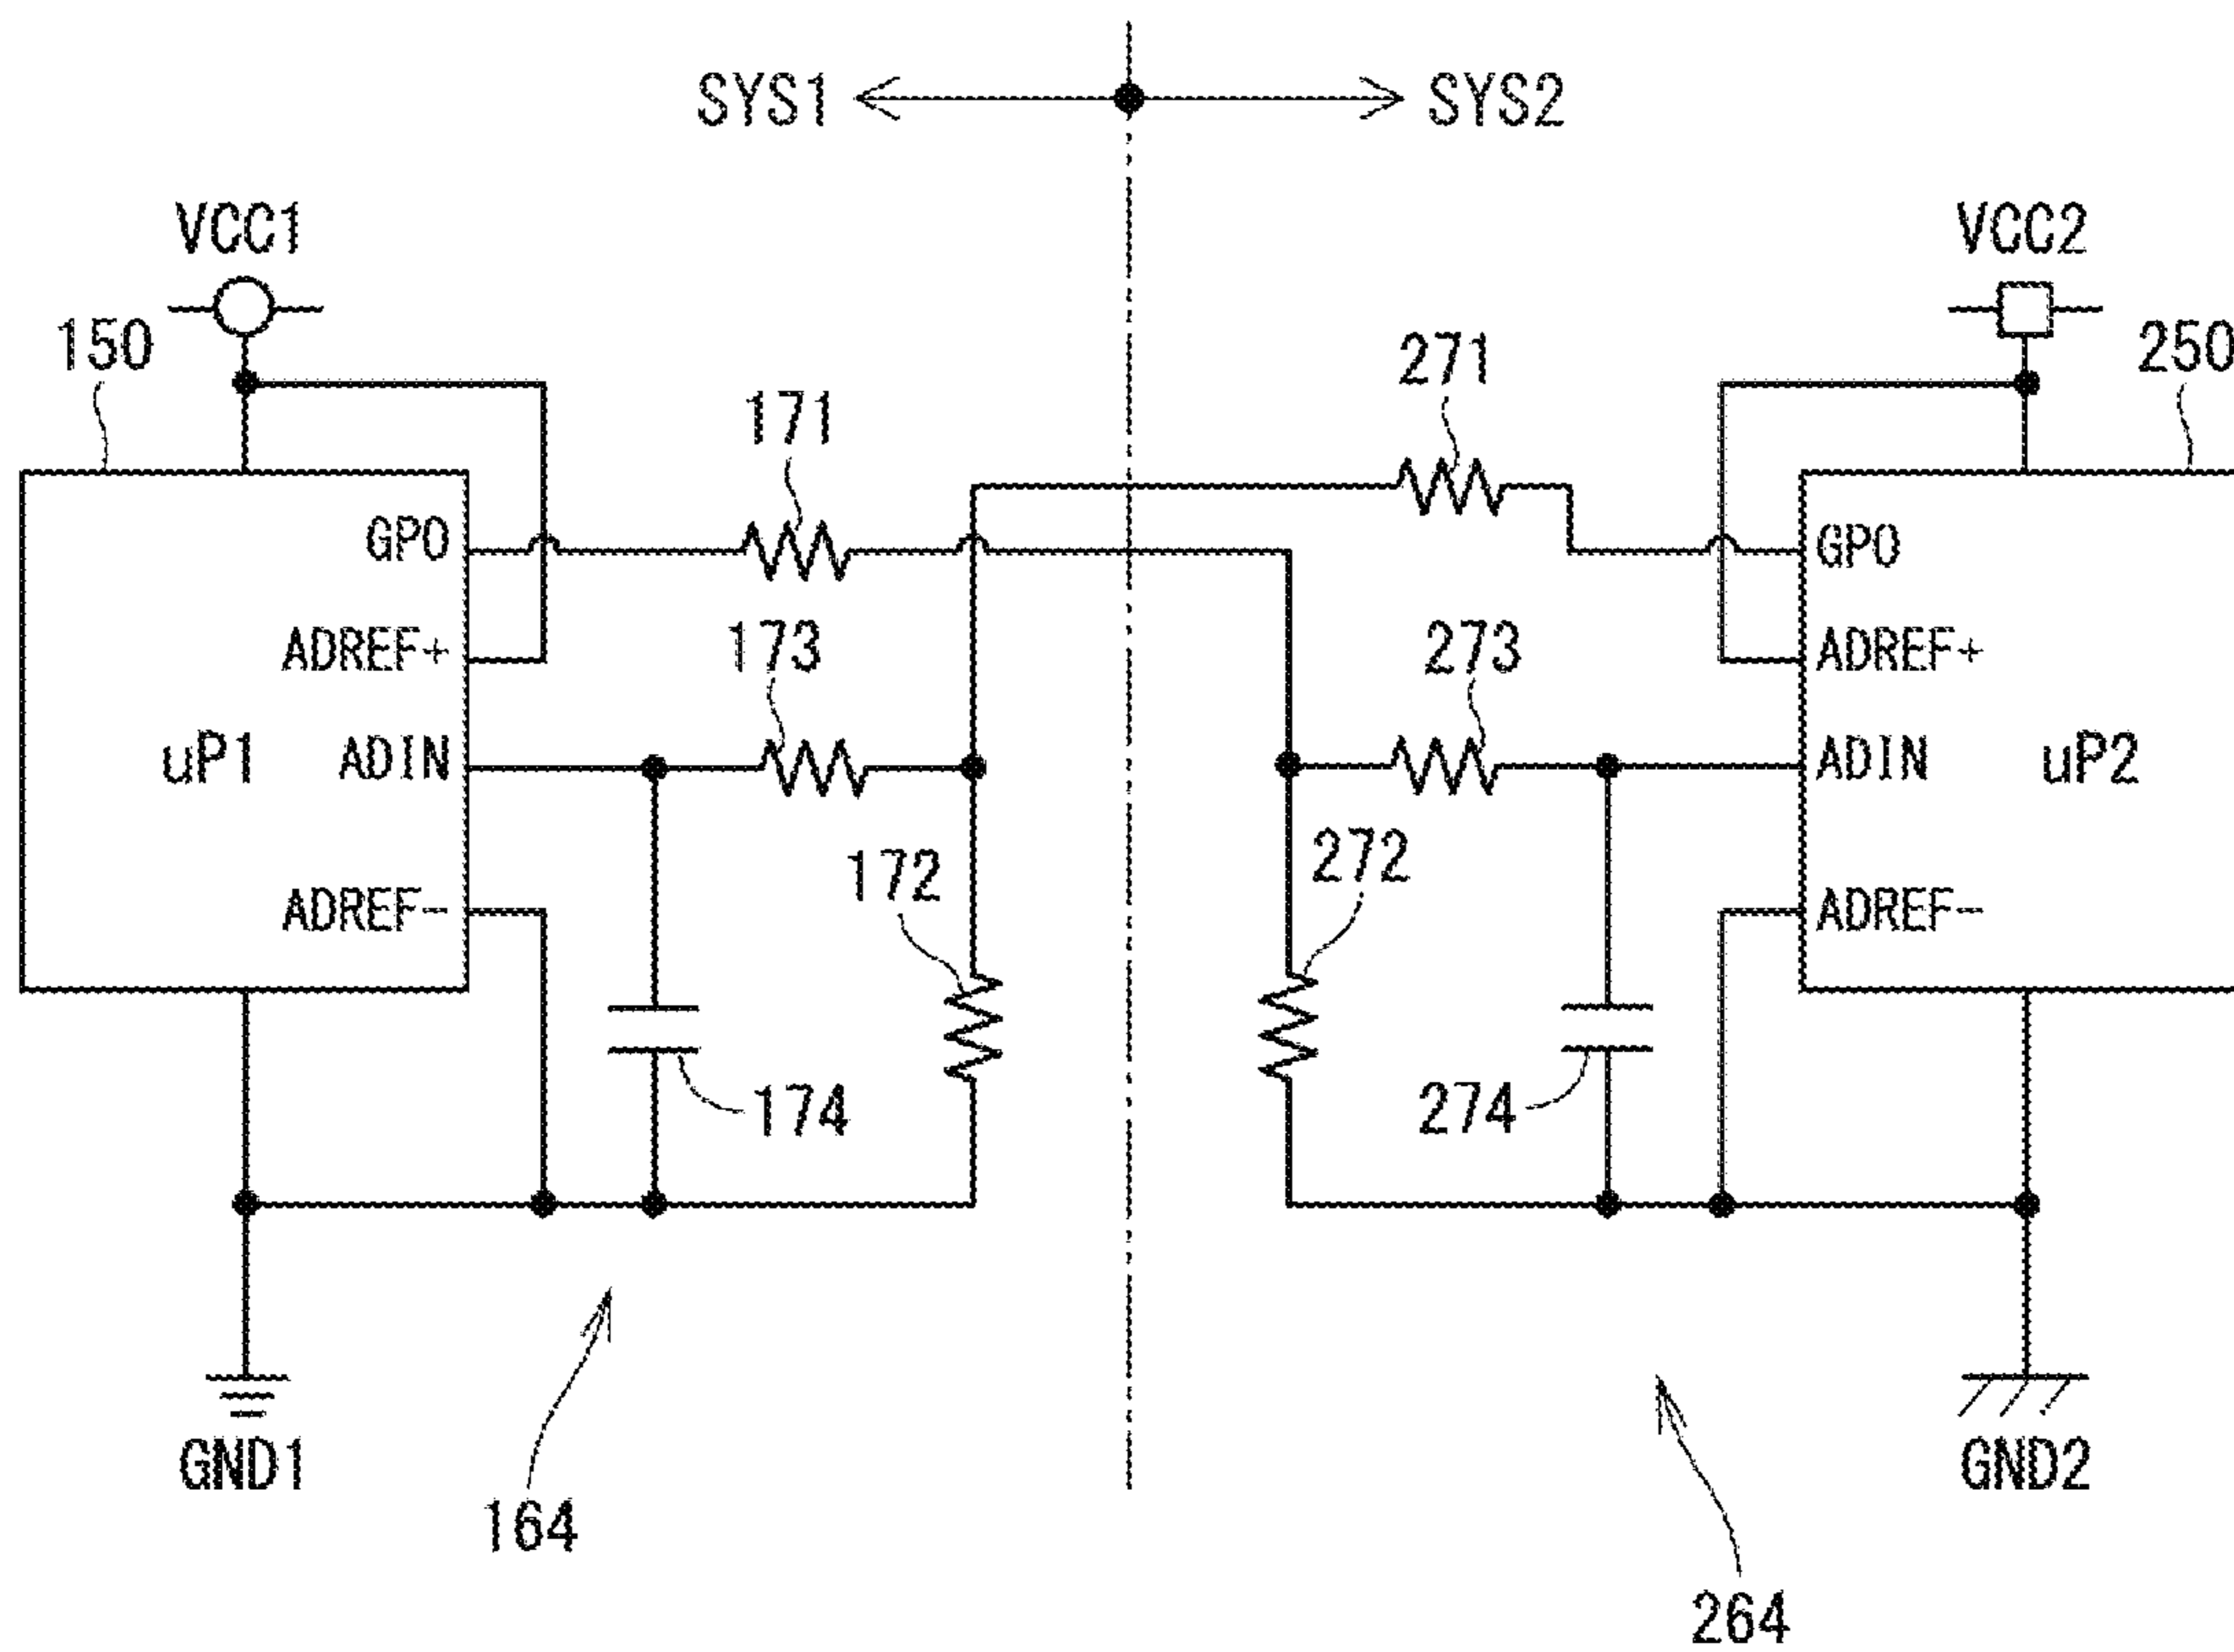 SYS1 SYS2
VCC1 VCC2
150 271 250
171
GPO GPO
173 273
ADREF+ ADREF+
uP1 ADIN ADIN uP2
172 272
ADREF- ADREF-
174 274
GND1 GND2
164
264